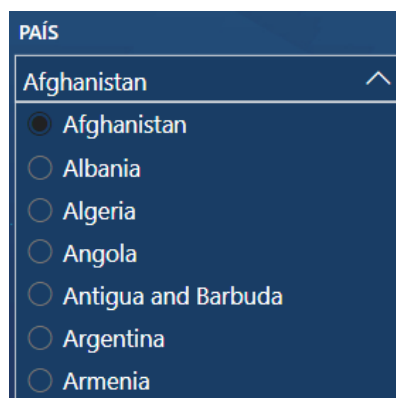 PAÍS
Afghanistan
Afghanistan
Albania
Algeria
Angola
Antigua and Barbuda
Argentina
Armenia